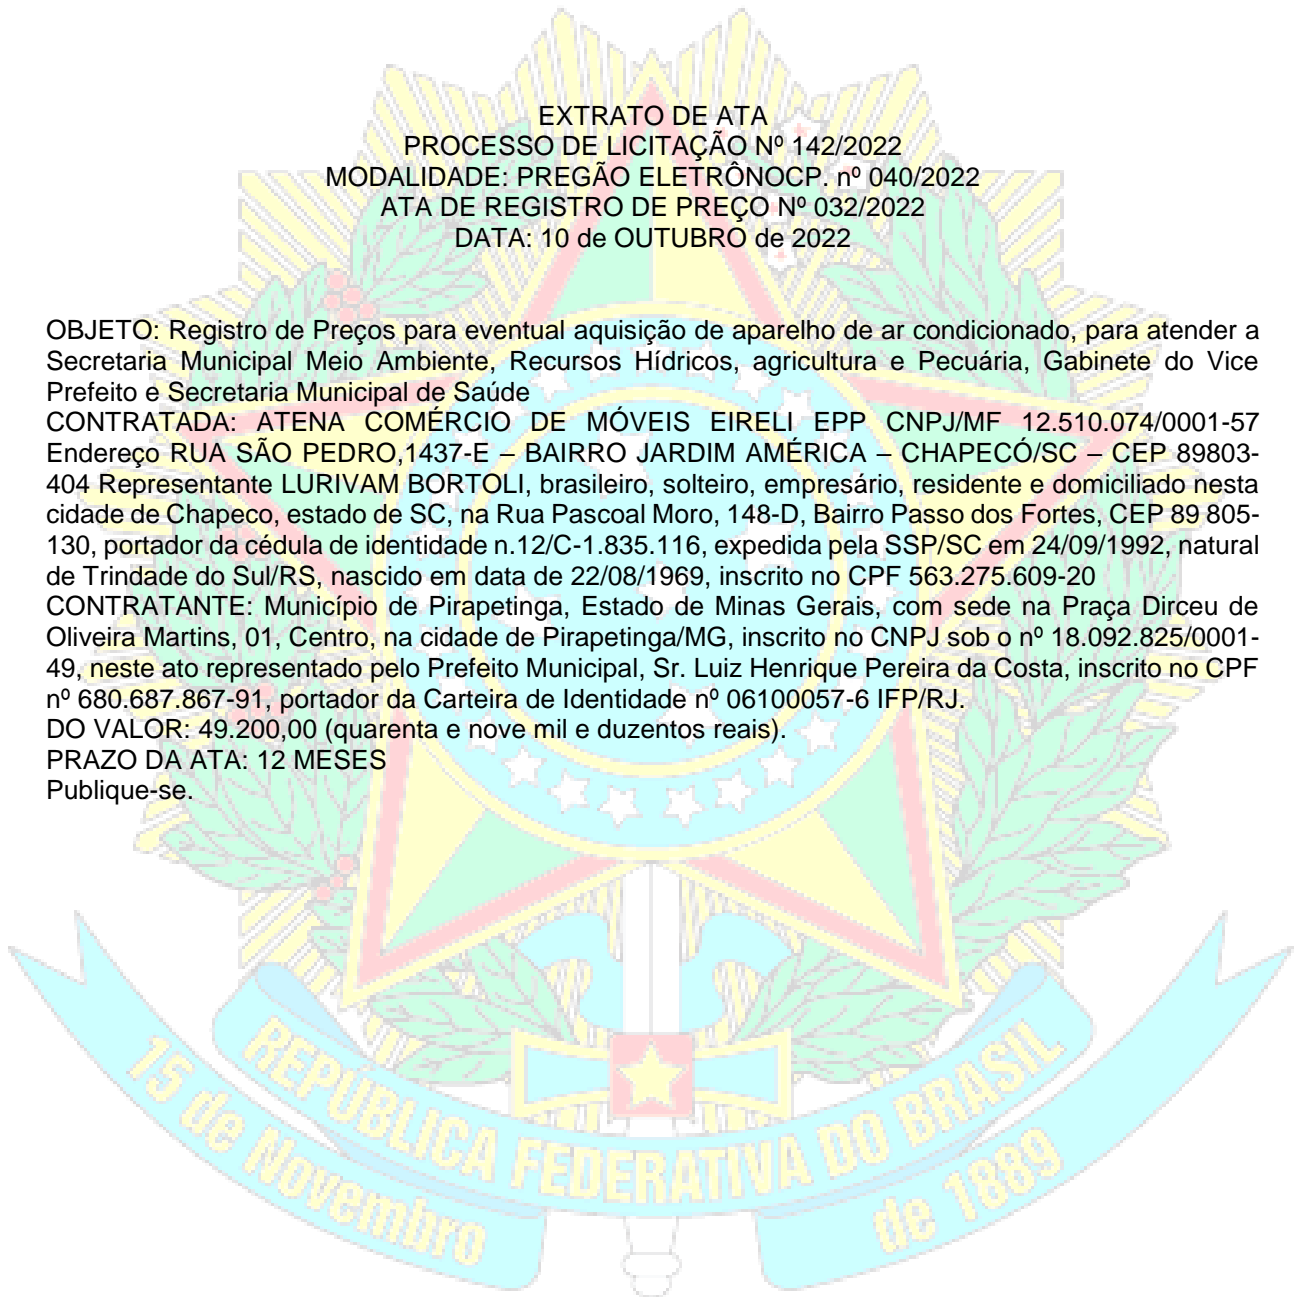 EXTRATO DE ATA
PROCESSO DE LICITAÇÃO Nº 142/2022
MODALIDADE: PREGÃO ELETRÔNOCP. nº 040/2022
ATA DE REGISTRO DE PREÇO Nº 032/2022
DATA: 10 de OUTUBRO de 2022
OBJETO: Registro de Preços para eventual aquisição de aparelho de ar condicionado, para atender a
Secretaria Municipal Meio Ambiente, Recursos Hídricos, agricultura e Pecuária, Gabinete do Vice
Prefeito e Secretaria Municipal de Saúde
CONTRATADA: ATENA COMÉRCIO DE MÓVEIS EIRELI EPP CNPJ/MF 12.510.074/0001-57
Endereço RUA SÃO PEDRO,1437-E – BAIRRO JARDIM AMÉRICA – CHAPECÓ/SC – CEP 89803-
404 Representante LURIVAM BORTOLI, brasileiro, solteiro, empresário, residente e domiciliado nesta
cidade de Chapeco, estado de SC, na Rua Pascoal Moro, 148-D, Bairro Passo dos Fortes, CEP 89 805-
130, portador da cédula de identidade n.12/C-1.835.116, expedida pela SSP/SC em 24/09/1992, natural
de Trindade do Sul/RS, nascido em data de 22/08/1969, inscrito no CPF 563.275.609-20
CONTRATANTE: Município de Pirapetinga, Estado de Minas Gerais, com sede na Praça Dirceu de
Oliveira Martins, 01, Centro, na cidade de Pirapetinga/MG, inscrito no CNPJ sob o nº 18.092.825/0001-
49, neste ato representado pelo Prefeito Municipal, Sr. Luiz Henrique Pereira da Costa, inscrito no CPF
nº 680.687.867-91, portador da Carteira de Identidade nº 06100057-6 IFP/RJ.
DO VALOR: 49.200,00 (quarenta e nove mil e duzentos reais).
PRAZO DA ATA: 12 MESES
Publique-se.
REPÚBLICA FEDERATIVA DO BRASIL
15 de Novembro de 1889